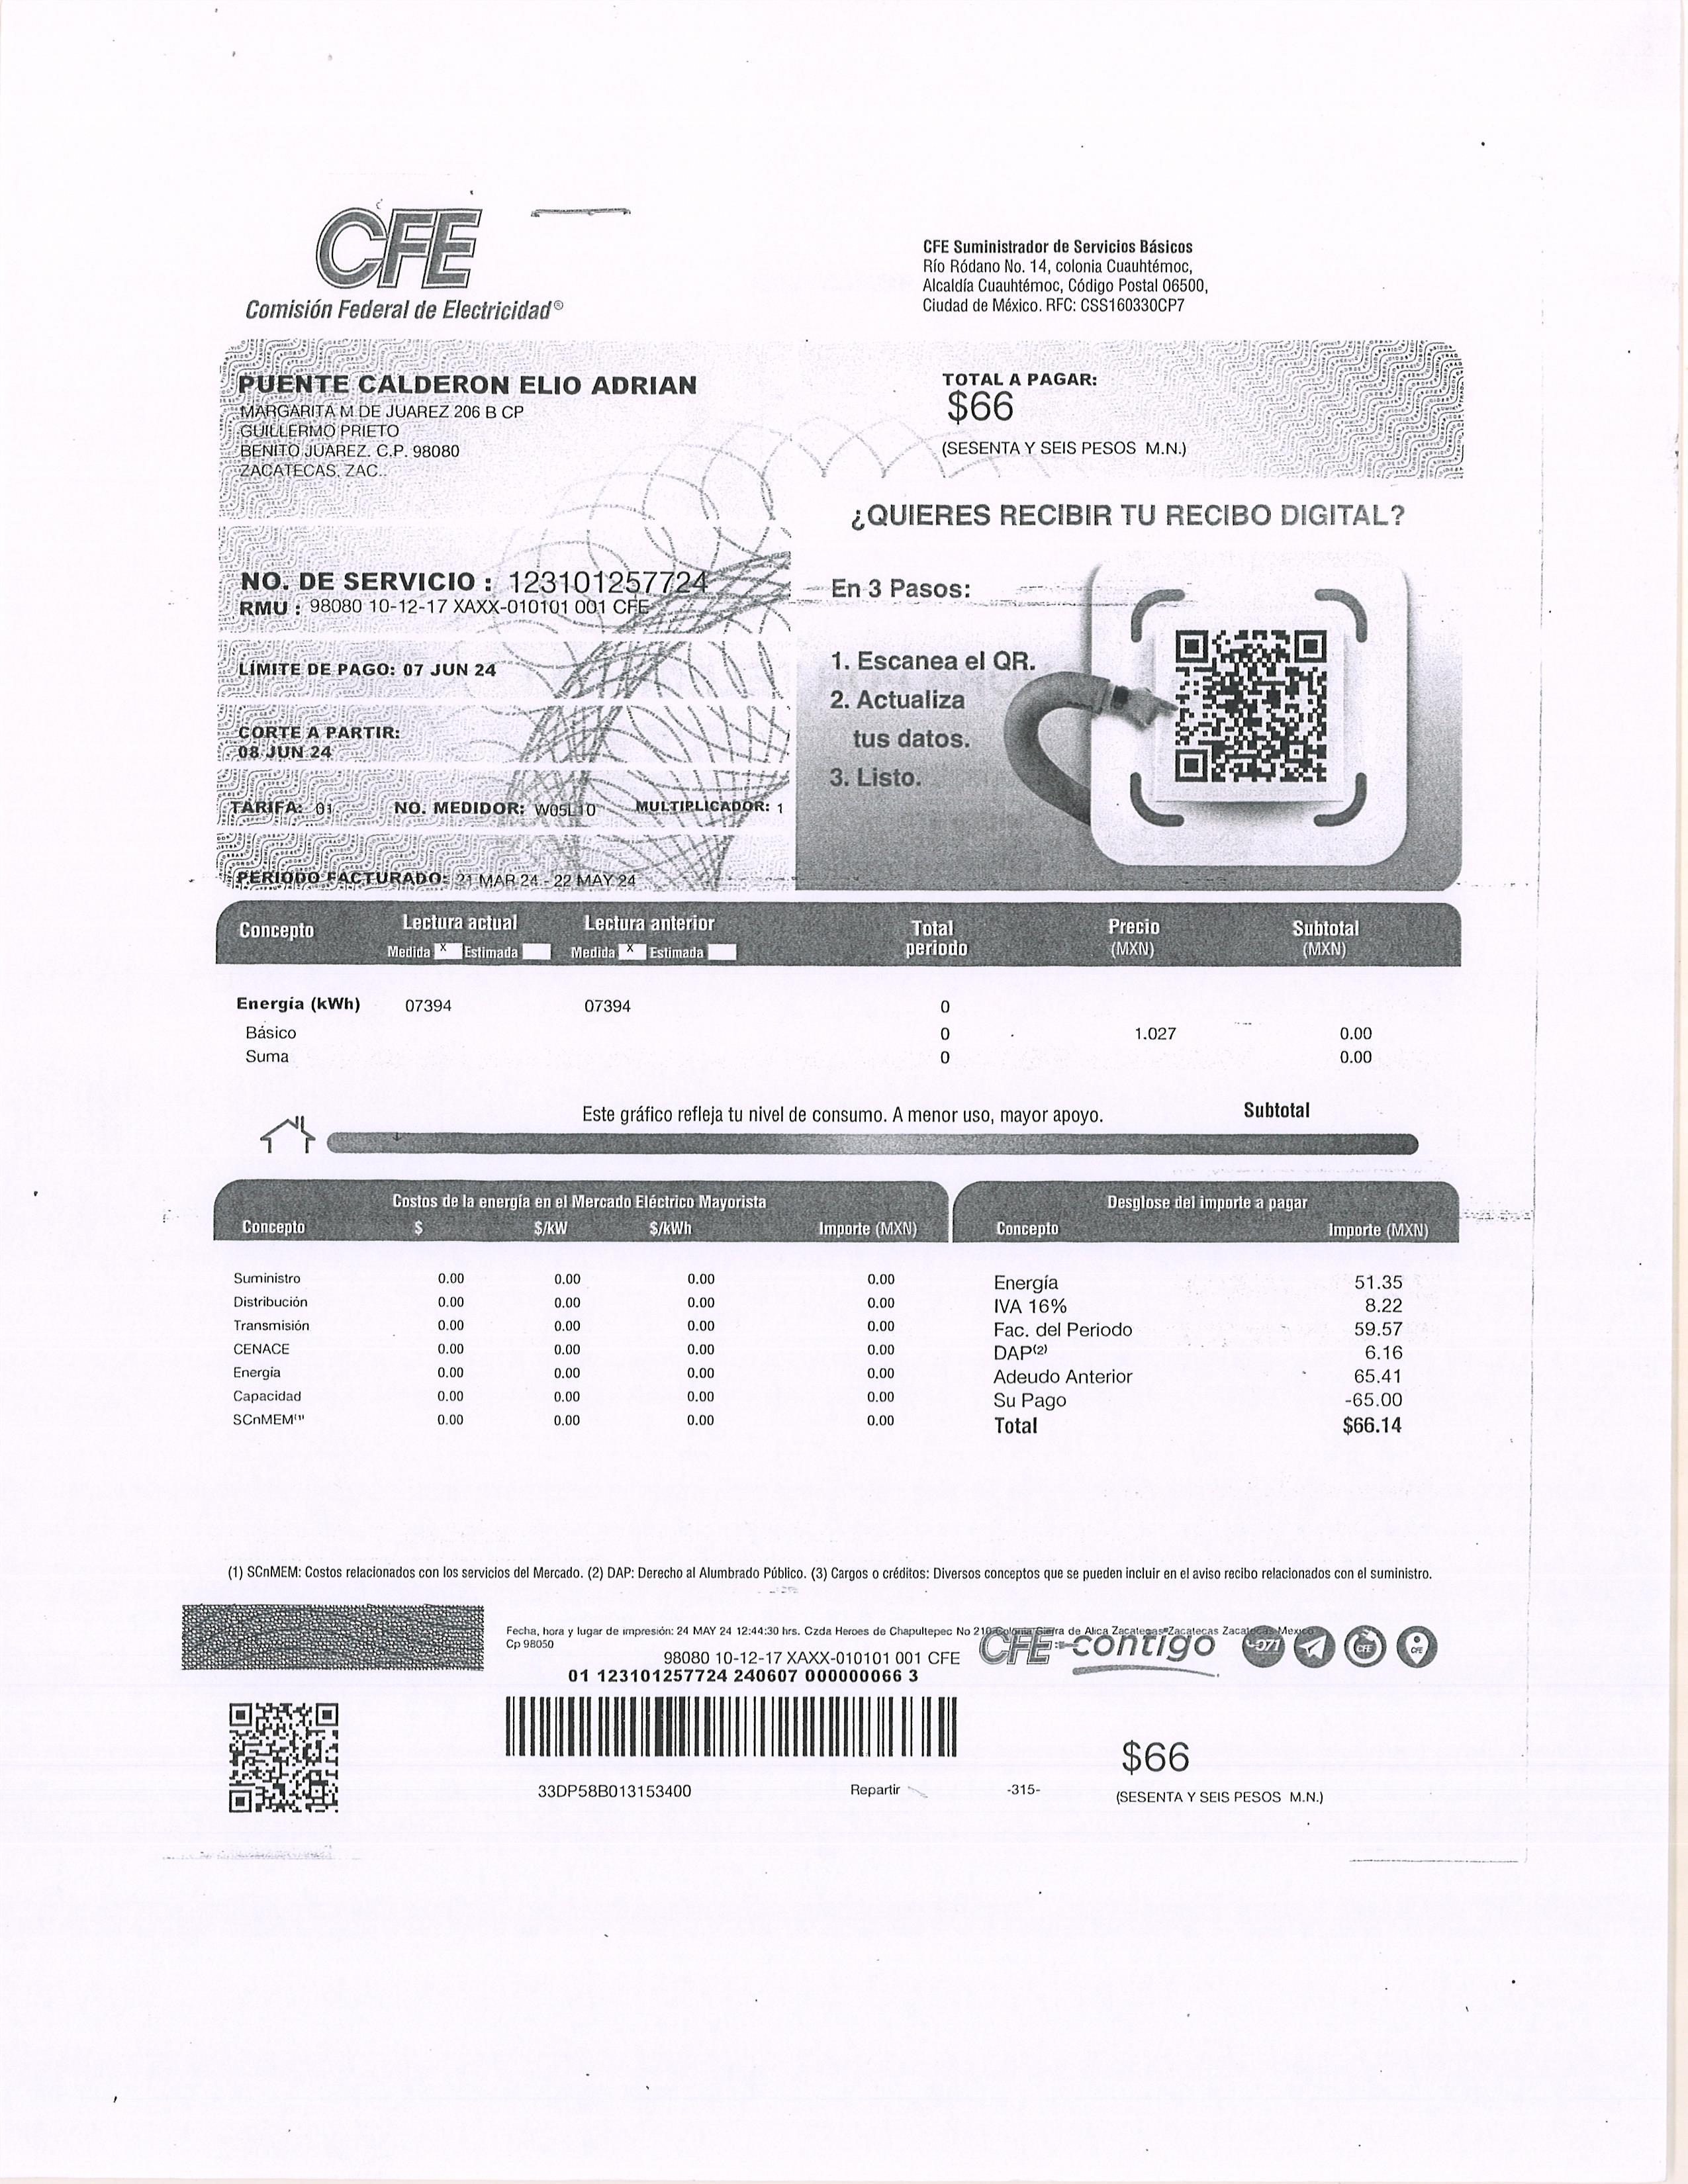 CFE
Comisión Federal de Electricidad®
CFE Suministrador de Servicios Básicos
Río Ródano No. 14, colonia Cuauhtémoc,
Alcaldía Cuauhtémoc, Código Postal 06500,
Ciudad de México. RFC: CSS160330CP7
PUENTE CALDERON ELIO ADRIAN
MARGARITA M DE JUAREZ 206 B CP
GUILLERMO PRIETO
BENITO JUAREZ. C.P. 98080
ZACATECAS, ZAC..
TOTAL A PAGAR:
$66
(SESENTA Y SEIS PESOS M.N.)
NO. DE SERVICIO : 123101257724
RMU : 98080 10-12-17 XAXX-010101 001 CFE
LIMITE DE PAGO: 07 JUN 24
CORTE A PARTIR:
08 JUN 24
TARIFA: 01 NO. MEDIDOR: W05L10 MULTIPLICADOR: 1
PERIODO FACTURADO: 21 MAR 24 - 22 MAY 24
¿QUIERES RECIBIR TU RECIBO DIGITAL?
En 3 Pasos:
1. Escanea el QR.
2. Actualiza
tus datos.
3. Listo.
Concepto Lectura actual Lectura anterior Total periodo Precio (MXN) Subtotal (MXN)
Medida X Estimada Medida X Estimada
Energía (kWh) 07394 07394 0
Básico 0 1.027 0.00
Suma 0 0.00
Este gráfico refleja tu nivel de consumo. A menor uso, mayor apoyo. Subtotal
Costos de la energía en el Mercado Eléctrico Mayorista
Concepto $ $/kW $/kWh Importe (MXN)
Suministro 0.00 0.00 0.00 0.00
Distribución 0.00 0.00 0.00 0.00
Transmisión 0.00 0.00 0.00 0.00
CENACE 0.00 0.00 0.00 0.00
Energía 0.00 0.00 0.00 0.00
Capacidad 0.00 0.00 0.00 0.00
SCnMEM(1) 0.00 0.00 0.00 0.00
Desglose del importe a pagar
Concepto Importe (MXN)
Energía 51.35
IVA 16% 8.22
Fac. del Periodo 59.57
DAP(2) 6.16
Adeudo Anterior 65.41
Su Pago -65.00
Total $66.14
(1) SCnMEM: Costos relacionados con los servicios del Mercado. (2) DAP: Derecho al Alumbrado Público. (3) Cargos o créditos: Diversos conceptos que se pueden incluir en el aviso recibo relacionados con el suministro.
Fecha, hora y lugar de impresión: 24 MAY 24 12:44:30 hrs. Czda Heroes de Chapultepec No 210 Colonia Sierra de Alica Zacatecas Zacatecas Zacatecas Mexico
Cp 98050
98080 10-12-17 XAXX-010101 001 CFE
01 123101257724 240607 000000066 3
CFE contigo
071
CFE
CFE
33DP58B013153400 Repartir -315-
$66
(SESENTA Y SEIS PESOS M.N.)